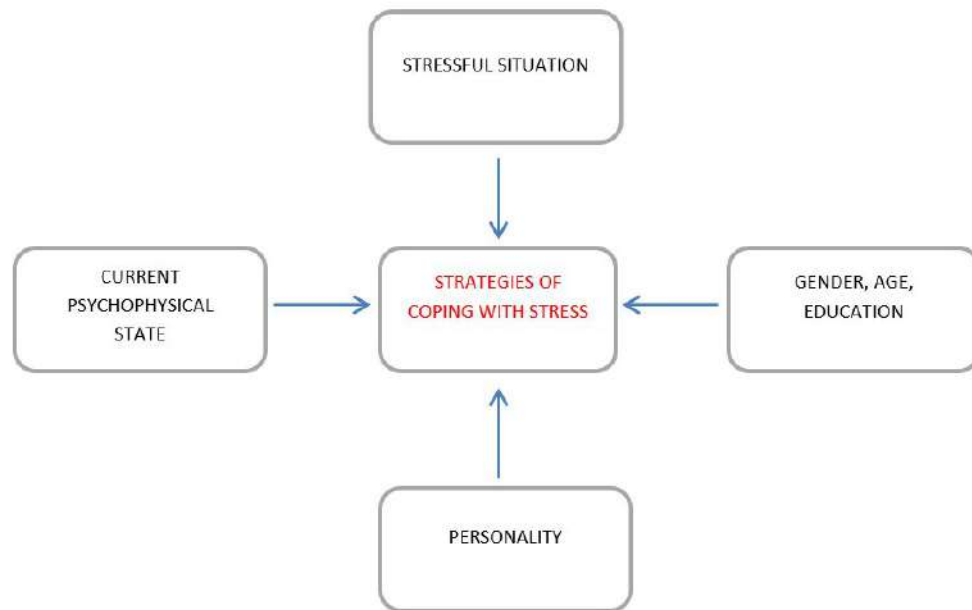 STRESSFUL SITUATION
CURRENT
PSYCHOPHYSICAL
STATE
STRATEGIES OF
COPING WITH STRESS
GENDER, AGE,
EDUCATION
PERSONALITY